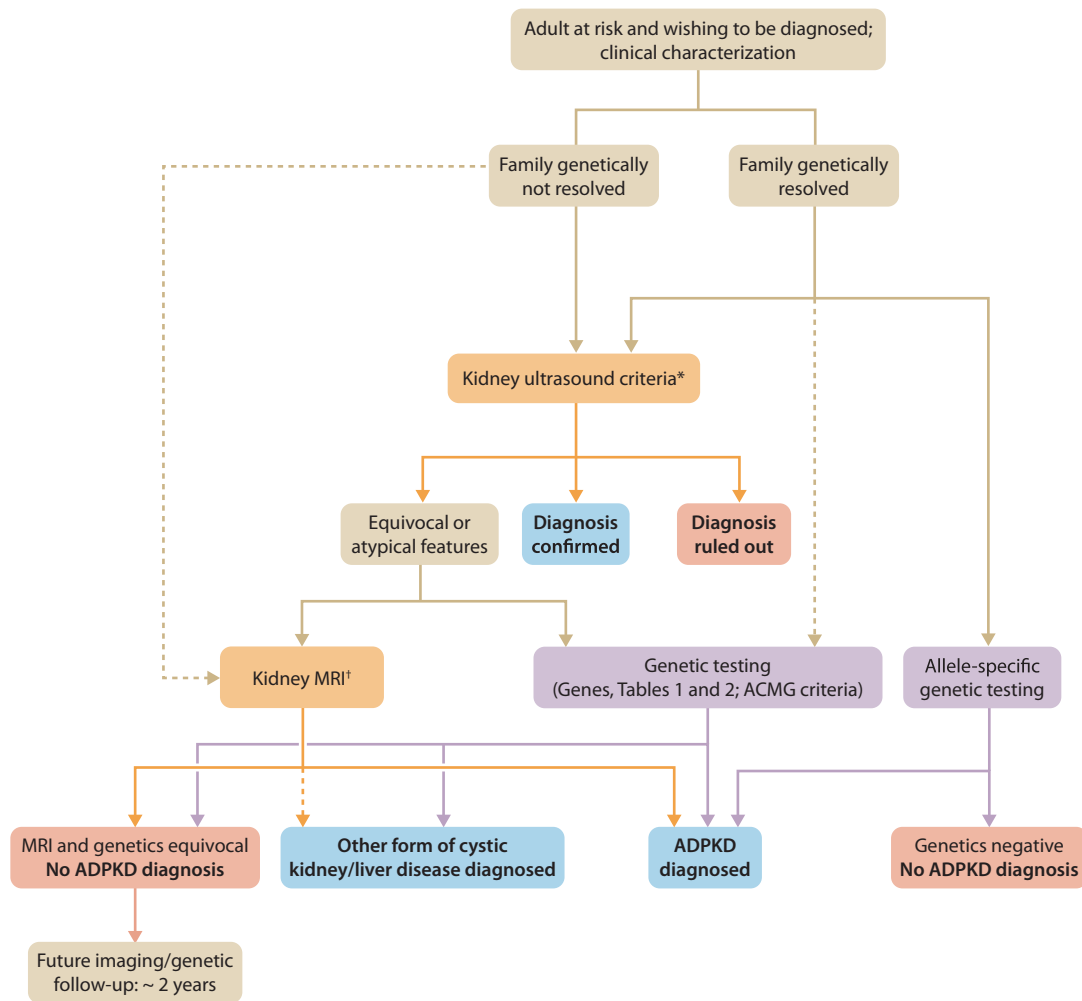 Adult at risk and wishing to be diagnosed;
clinical characterization
Family genetically
not resolved
Family genetically
resolved
Kidney ultrasound criteria*
Equivocal or
atypical features
Diagnosis
confirmed
Diagnosis
ruled out
Kidney MRI†
Genetic testing
(Genes, Tables 1 and 2; ACMG criteria)
Allele-specific
genetic testing
MRI and genetics equivocal
No ADPKD diagnosis
Other form of cystic
kidney/liver disease diagnosed
ADPKD
diagnosed
Genetics negative
No ADPKD diagnosis
Future imaging/genetic
follow-up: ~ 2 years